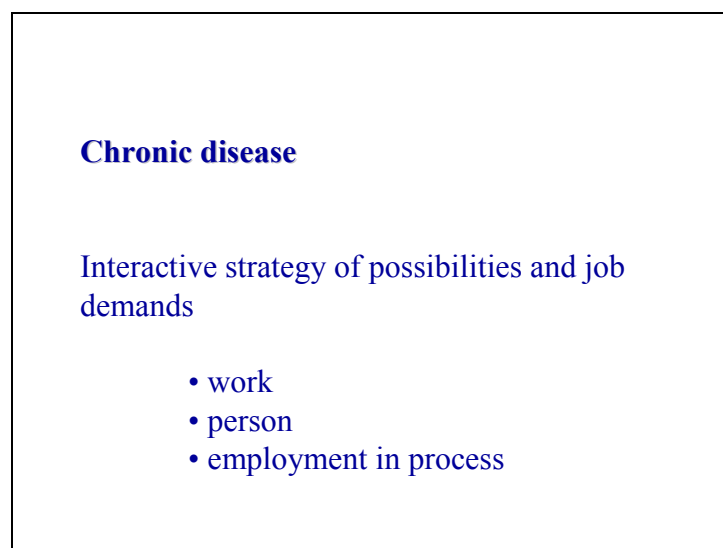 Chronic disease
Interactive strategy of possibilities and job
demands
• work
• person
• employment in process